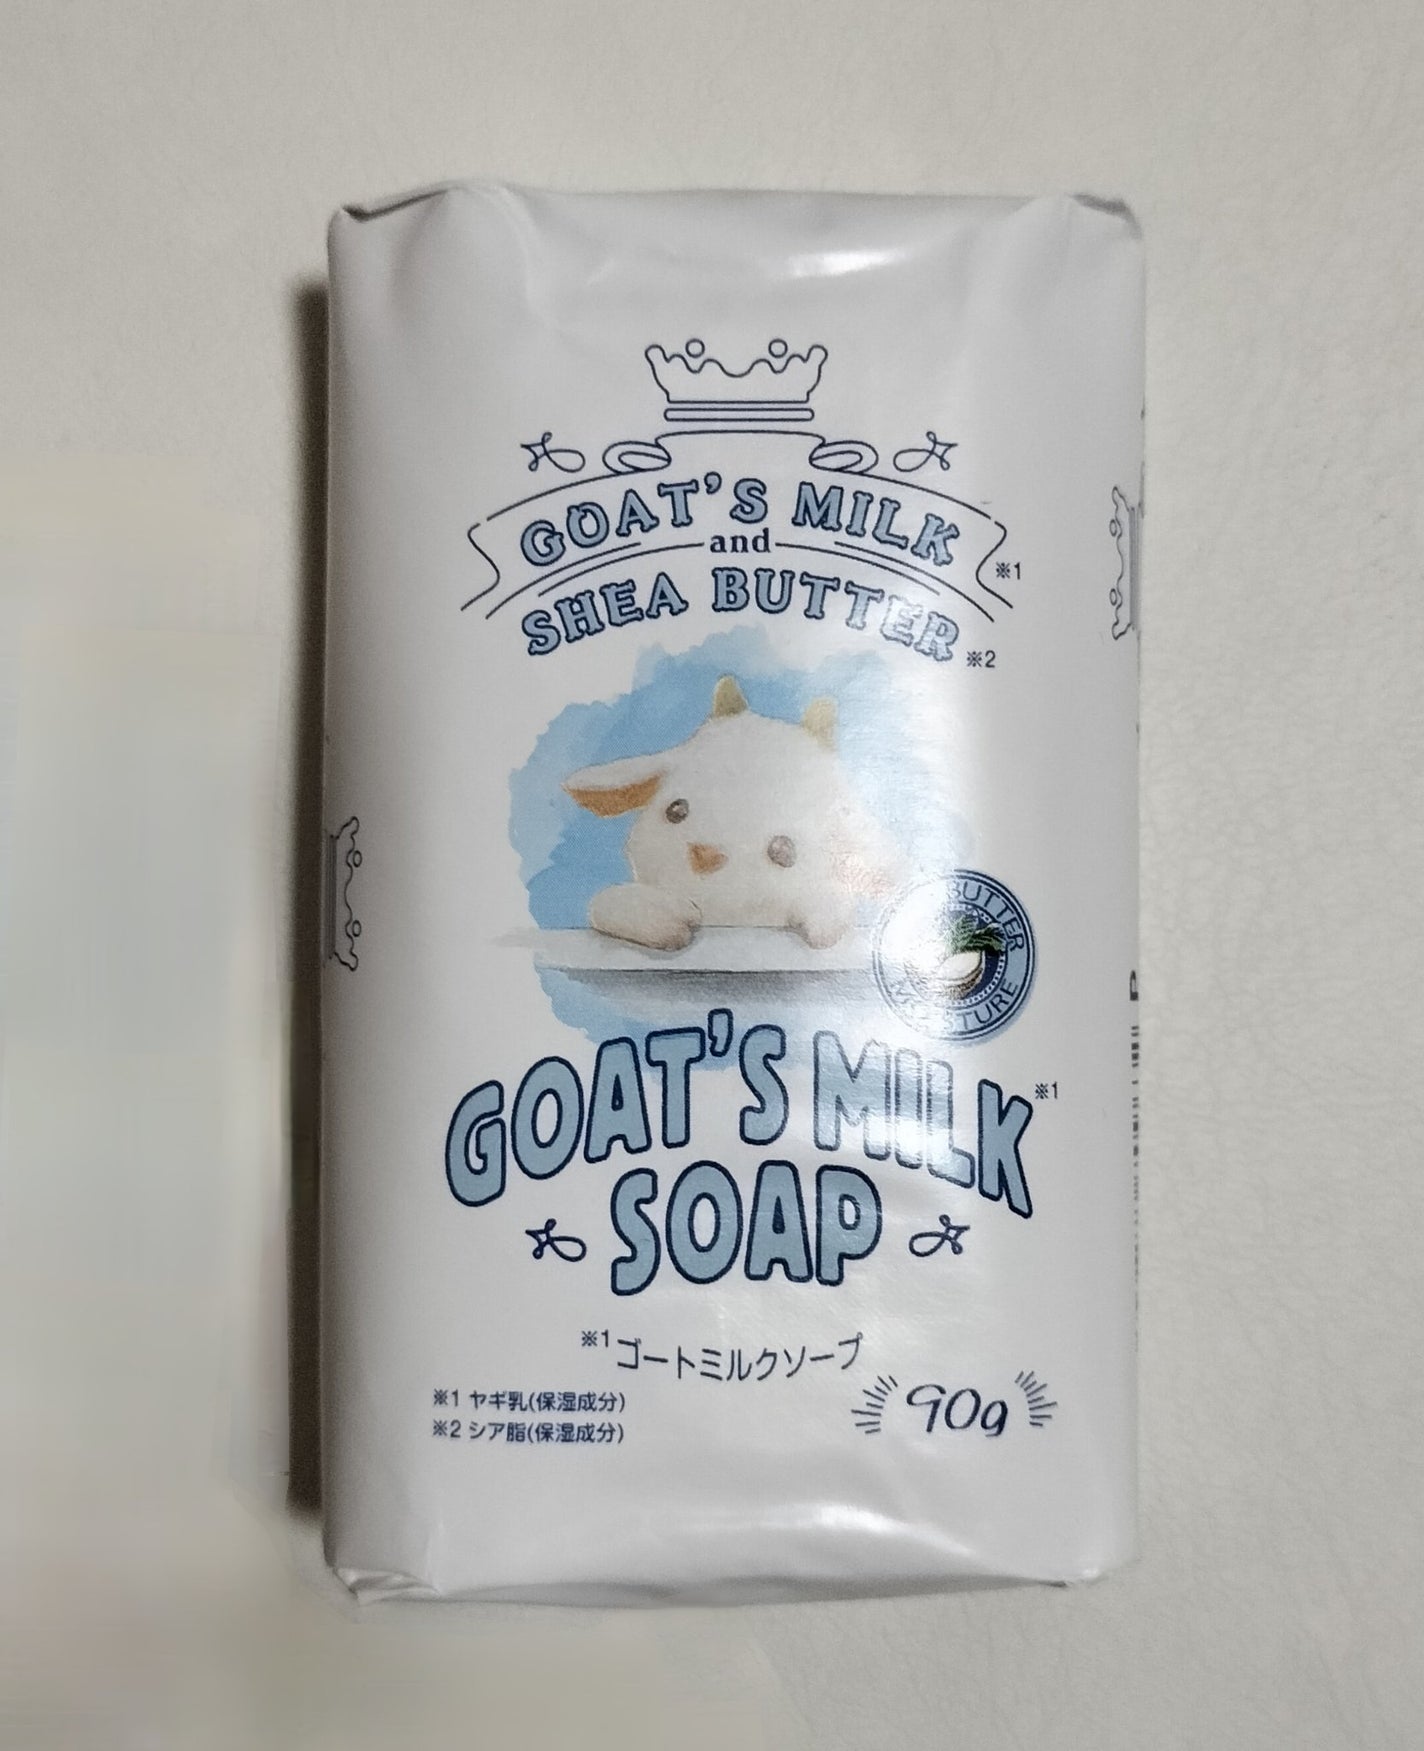 GOAT'S MILK
and
※1
SHEA BUTTER
※2
BUTTER
MOISTURE
GOAT'S MILK※1
SOAP
※1ゴートミルクソープ
※1 ヤギ乳(保湿成分)
※2 シア脂(保湿成分)
90g